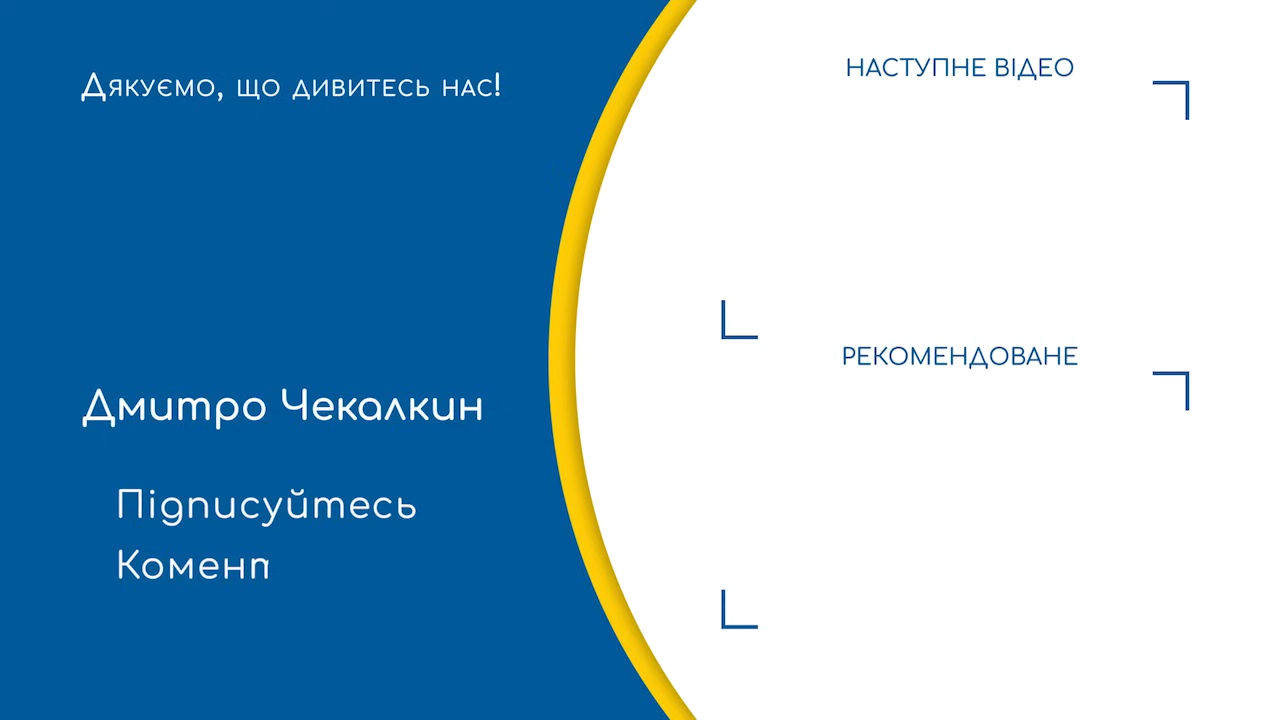 Дякуємо, що дивитесь нас!
Дмитро Чекалкин
Підписуйтесь
НАСТУПНЕ ВІДЕО
РЕКОМЕНДОВАНЕ